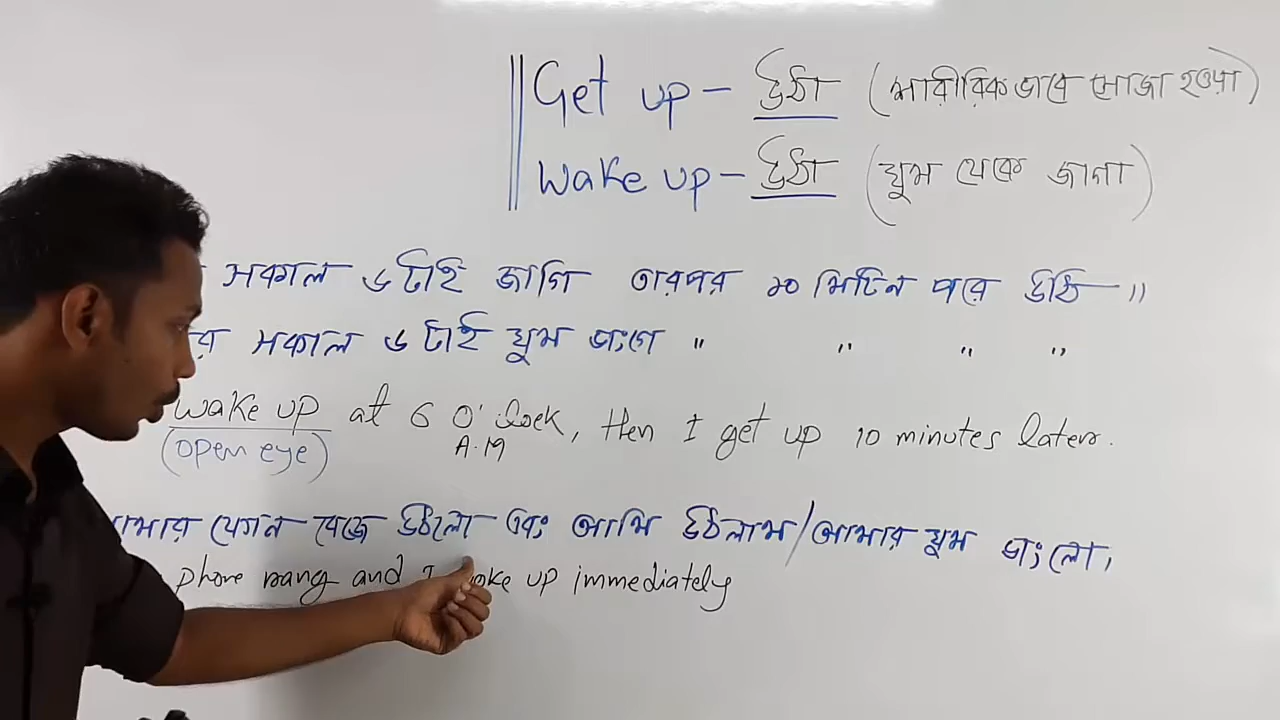 Get up - উঠা (শারীরিক ভাবে সোজা হওয়া)
Wake up - উঠা (ঘুম থেকে জাগা)
সকাল ৬ টাই জাগি তারপর ১০ মিটিন পরে উঠি "
র সকাল ৬ টাই ঘুম ভাংগে " " " "
Wake up at 6 O'clock, then I get up 10 minutes later.
(open eye) A.M
আমার ফোন বেজে উঠলো এবং আমি উঠলাম/আমার ঘুম ভাংলো,
phone rang and I woke up immediately